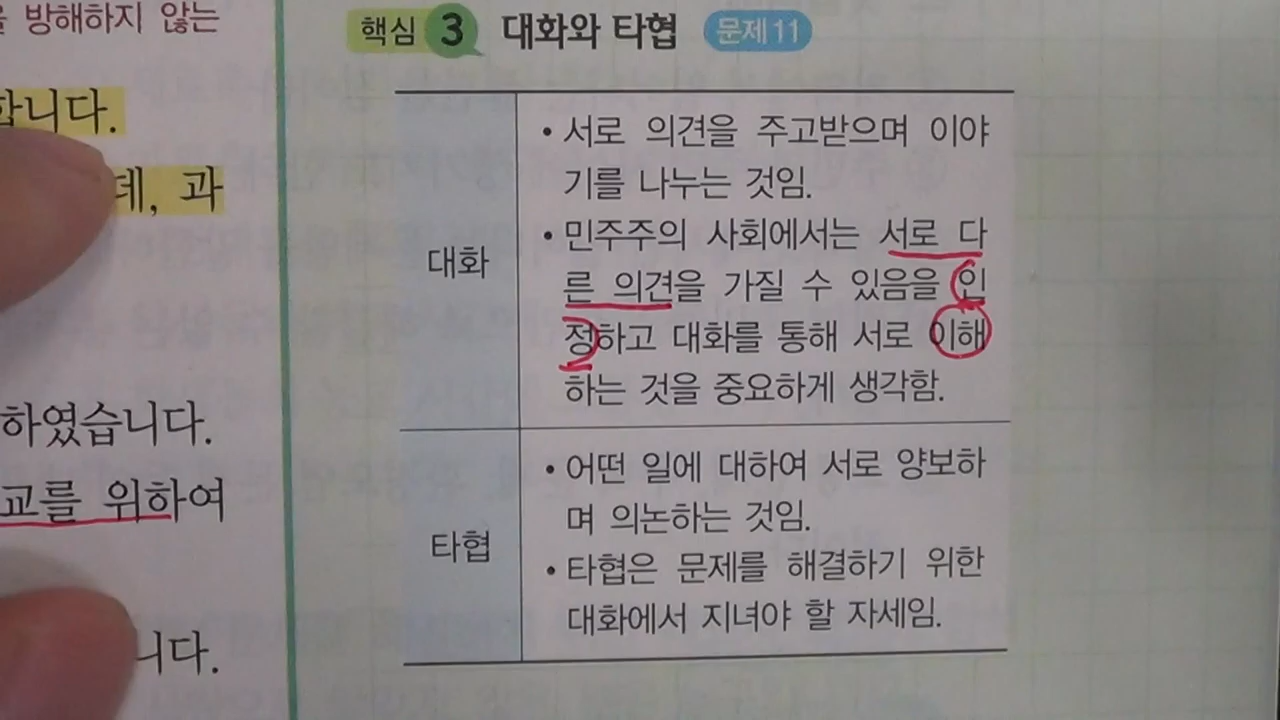 을 방해하지 않는
합니다.
데, 과
하였습니다.
교를 위하여
니다.
핵심 3 대화와 타협 문제 11
대화
• 서로 의견을 주고받으며 이야
기를 나누는 것임.
• 민주주의 사회에서는 서로 다
른 의견을 가질 수 있음을 인
정하고 대화를 통해 서로 이해
하는 것을 중요하게 생각함.
타협
• 어떤 일에 대하여 서로 양보하
며 의논하는 것임.
• 타협은 문제를 해결하기 위한
대화에서 지녀야 할 자세임.